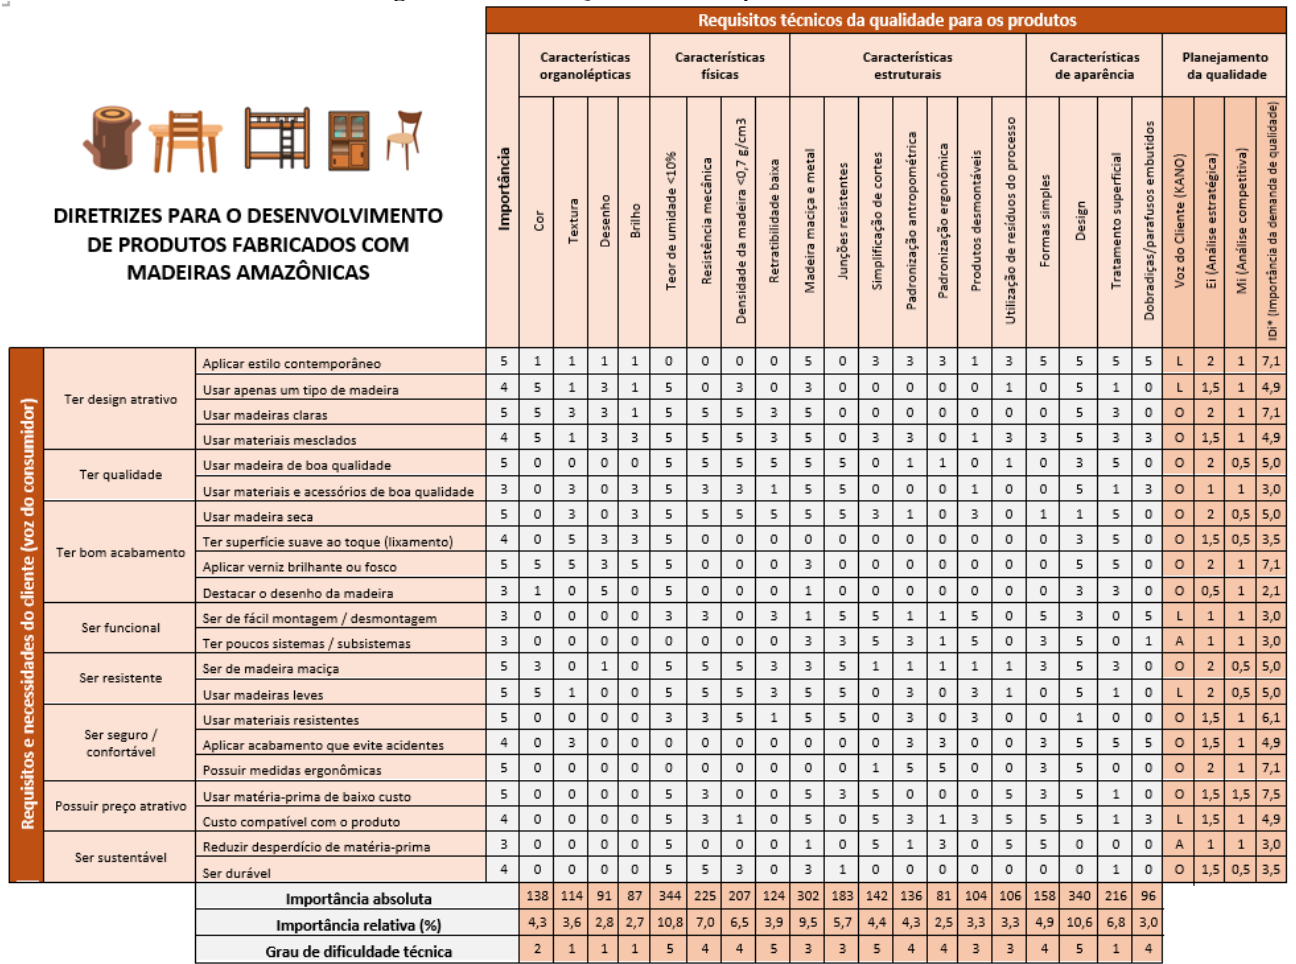 Requisitos técnicos da qualidade para os produtos
Características organolépticas
Características físicas
Características estruturais
Características de aparência
Planejamento da qualidade
DIRETRIZES PARA O DESENVOLVIMENTO
DE PRODUTOS FABRICADOS COM
MADEIRAS AMAZÔNICAS
Importância
Cor
Textura
Desenho
Brilho
Teor de umidade <10%
Resistência mecânica
Densidade da madeira <0,7 g/cm3
Retratibilidade baixa
Madeira maciça e metal
Junções resistentes
Simplificação de cortes
Padronização antropométrica
Padronização ergonômica
Produtos desmontáveis
Utilização de resíduos do processo
Formas simples
Design
Tratamento superficial
Dobradiças/parafusos embutidos
Voz do Cliente (KANO)
Ei (Análise estratégica)
Mi (Análise competitiva)
IDi* (Importância da demanda de qualidade)
Requisitos e necessidades do cliente (voz do consumidor)
Ter design atrativo
Aplicar estilo contemporâneo 5 1 1 1 1 0 0 0 0 5 0 3 3 3 1 3 5 5 5 5 L 2 1 7,1
Usar apenas um tipo de madeira 4 5 1 3 1 5 0 3 0 3 0 0 0 0 0 1 0 5 1 0 L 1,5 1 4,9
Usar madeiras claras 5 5 3 3 1 5 5 5 3 5 0 0 0 0 0 0 0 5 3 0 O 2 1 7,1
Usar materiais mesclados 4 5 1 3 3 5 5 5 3 5 0 3 3 0 1 3 3 5 3 3 O 1,5 1 4,9
Ter qualidade
Usar madeira de boa qualidade 5 0 0 0 0 5 5 5 5 5 5 0 1 1 0 1 0 3 5 0 O 2 0,5 5,0
Usar materiais e acessórios de boa qualidade 3 0 3 0 3 5 3 3 1 5 5 0 0 0 1 0 0 5 1 3 O 1 1 3,0
Ter bom acabamento
Usar madeira seca 5 0 3 0 3 5 5 5 5 5 5 3 1 0 3 0 1 1 5 0 O 2 0,5 5,0
Ter superfície suave ao toque (lixamento) 4 0 5 3 3 5 0 0 0 0 0 0 0 0 0 0 0 3 5 0 O 1,5 0,5 3,5
Aplicar verniz brilhante ou fosco 5 5 5 3 5 5 0 0 0 3 0 0 0 0 0 0 0 5 5 0 O 2 1 7,1
Destacar o desenho da madeira 3 1 0 5 0 5 0 0 0 1 0 0 0 0 0 0 0 3 3 0 O 0,5 1 2,1
Ser funcional
Ser de fácil montagem / desmontagem 3 0 0 0 0 3 3 0 3 1 5 5 1 1 5 0 5 3 0 5 L 1 1 3,0
Ter poucos sistemas / subsistemas 3 0 0 0 0 0 0 0 0 3 3 5 3 1 5 0 3 5 0 1 A 1 1 3,0
Ser resistente
Ser de madeira maciça 5 3 0 1 0 5 5 5 3 3 5 1 1 1 1 1 3 5 3 0 O 2 0,5 5,0
Usar madeiras leves 5 5 1 0 0 5 5 5 3 5 5 0 3 0 3 1 0 5 1 0 L 2 0,5 5,0
Ser seguro /
confortável
Usar materiais resistentes 5 0 0 0 0 3 3 5 1 5 5 0 3 0 3 0 0 1 0 0 O 1,5 1 6,1
Aplicar acabamento que evite acidentes 4 0 3 0 0 0 0 0 0 0 0 0 3 3 0 0 3 5 5 5 O 1,5 1 4,9
Possuir medidas ergonômicas 5 0 0 0 0 0 0 0 0 0 0 1 5 5 0 0 3 5 0 0 O 2 1 7,1
Possuir preço atrativo
Usar matéria-prima de baixo custo 5 0 0 0 0 5 3 0 0 5 3 5 0 0 0 5 3 5 1 0 O 1,5 1,5 7,5
Custo compatível com o produto 4 0 0 0 0 5 3 1 0 5 0 5 3 1 3 5 5 5 1 3 L 1,5 1 4,9
Ser sustentável
Reduzir desperdício de matéria-prima 3 0 0 0 0 5 0 0 0 1 0 5 1 3 0 5 5 0 0 0 A 1 1 3,0
Ser durável 4 0 0 0 0 5 5 3 0 3 1 0 0 0 0 0 0 0 1 0 O 1,5 0,5 3,5
Importância absoluta 138 114 91 87 344 225 207 124 302 183 142 136 81 104 106 158 340 216 96
Importância relativa (%) 4,3 3,6 2,8 2,7 10,8 7,0 6,5 3,9 9,5 5,7 4,4 4,3 2,5 3,3 3,3 4,9 10,6 6,8 3,0
Grau de dificuldade técnica 2 1 1 1 5 4 4 5 3 3 5 4 4 3 3 4 5 1 4